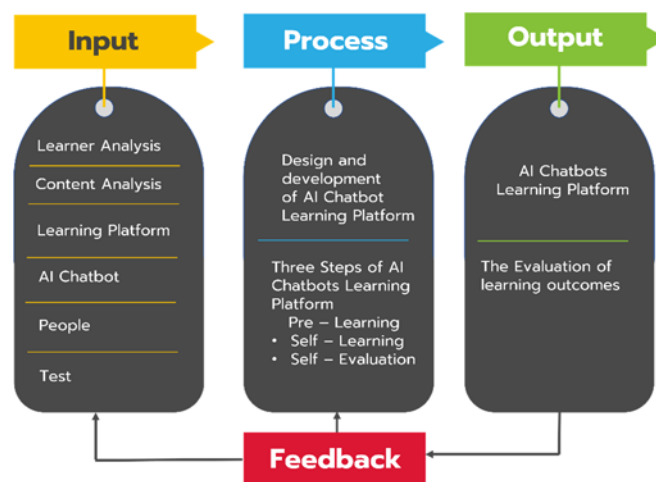 Input
Learner Analysis
Content Analysis
Learning Platform
AI Chatbot
People
Test
Process
Design and
development
of AI Chatbot
Learning Platform
Three Steps of AI
Chatbots Learning
Platform
Pre – Learning
• Self – Learning
• Self – Evaluation
Output
AI Chatbots
Learning Platform
The Evaluation of
learning outcomes
Feedback